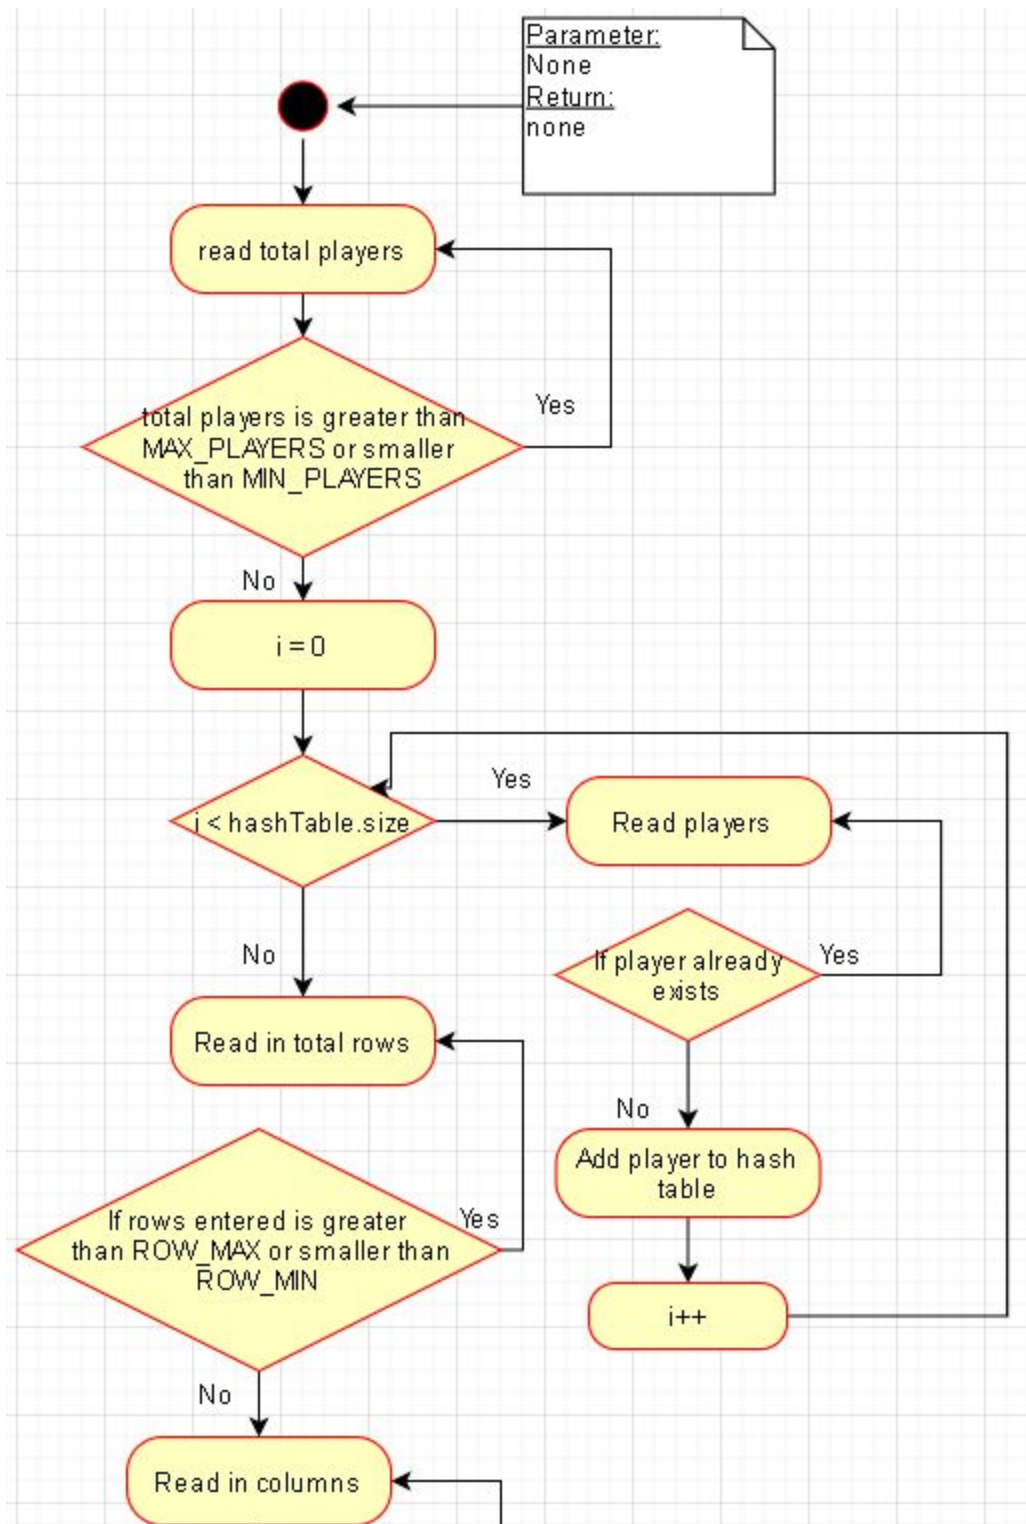 Parameter:
None
Return:
none
read total players
total players is greater than
MAX_PLAYERS or smaller
than MIN_PLAYERS
Yes
No
i = 0
i < hashTable.size
Yes
Read players
No
If player already
exists
Yes
No
Add player to hash
table
i++
Read in total rows
If rows entered is greater
than ROW_MAX or smaller than
ROW_MIN
Yes
No
Read in columns